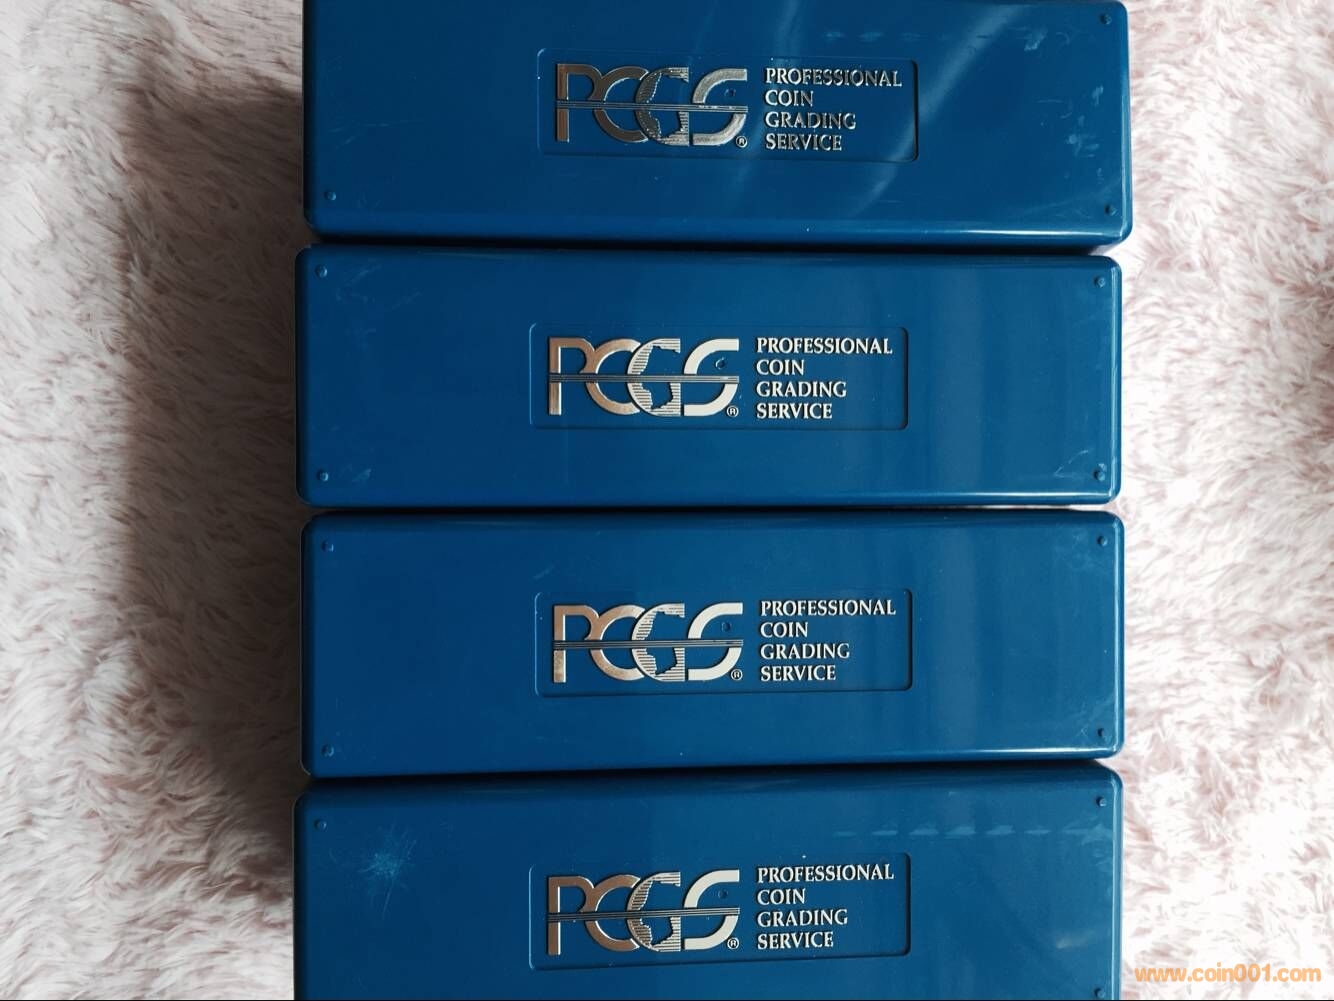 PCGS®
PROFESSIONAL
COIN
GRADING
SERVICE
PCGS®
PROFESSIONAL
COIN
GRADING
SERVICE
PCGS®
PROFESSIONAL
COIN
GRADING
SERVICE
PCGS®
PROFESSIONAL
COIN
GRADING
SERVICE
www.coin001.com